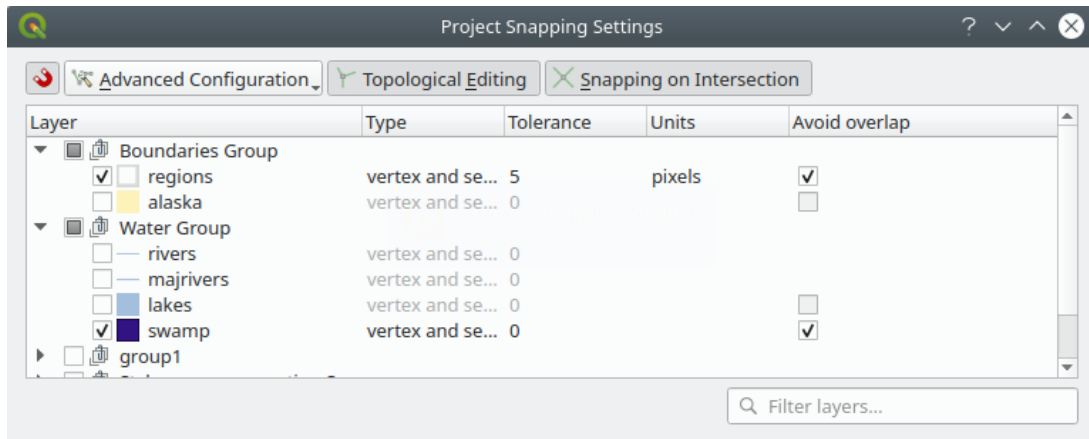 Project Snapping Settings
Advanced Configuration Topological Editing Snapping on Intersection
Layer Type Tolerance Units Avoid overlap
Boundaries Group
regions vertex and se... 5 pixels
alaska vertex and se... 0
Water Group
rivers vertex and se... 0
majrivers vertex and se... 0
lakes vertex and se... 0
swamp vertex and se... 0
group1
Filter layers...